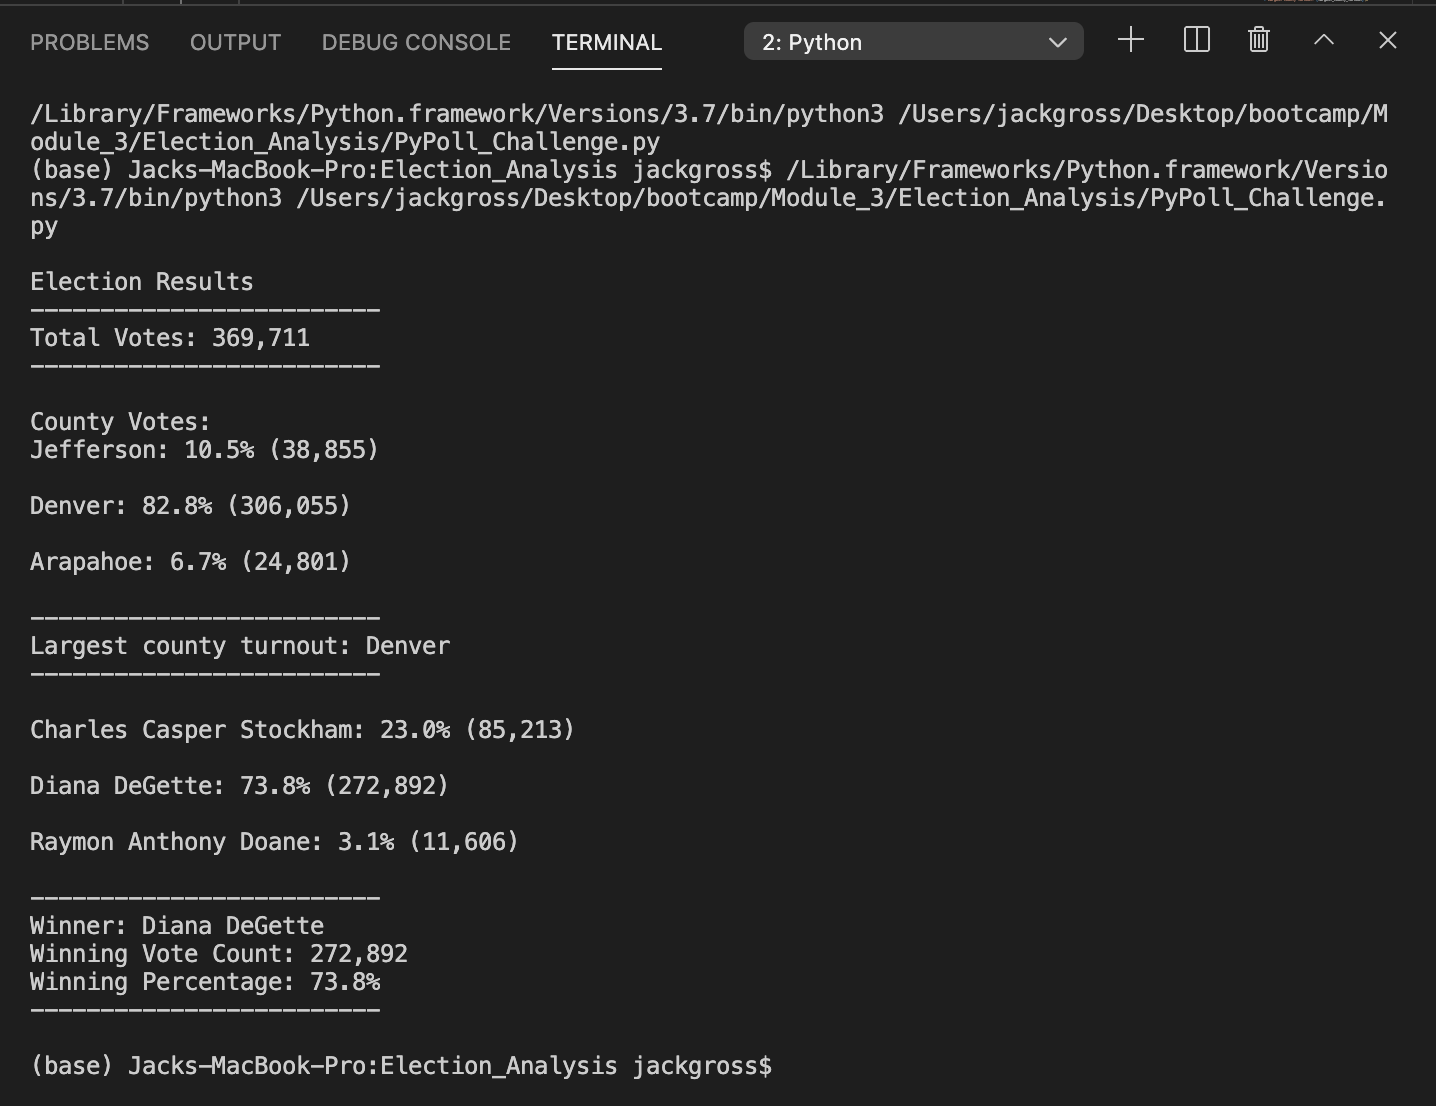 PROBLEMS OUTPUT DEBUG CONSOLE TERMINAL 2: Python
/Library/Frameworks/Python.framework/Versions/3.7/bin/python3 /Users/jackgross/Desktop/bootcamp/M
odule_3/Election_Analysis/PyPoll_Challenge.py
(base) Jacks-MacBook-Pro:Election_Analysis jackgross$ /Library/Frameworks/Python.framework/Versio
ns/3.7/bin/python3 /Users/jackgross/Desktop/bootcamp/Module_3/Election_Analysis/PyPoll_Challenge.
py
Election Results
-------------------------
Total Votes: 369,711
-------------------------
County Votes:
Jefferson: 10.5% (38,855)
Denver: 82.8% (306,055)
Arapahoe: 6.7% (24,801)
-------------------------
Largest county turnout: Denver
-------------------------
Charles Casper Stockham: 23.0% (85,213)
Diana DeGette: 73.8% (272,892)
Raymon Anthony Doane: 3.1% (11,606)
-------------------------
Winner: Diana DeGette
Winning Vote Count: 272,892
Winning Percentage: 73.8%
-------------------------
(base) Jacks-MacBook-Pro:Election_Analysis jackgross$